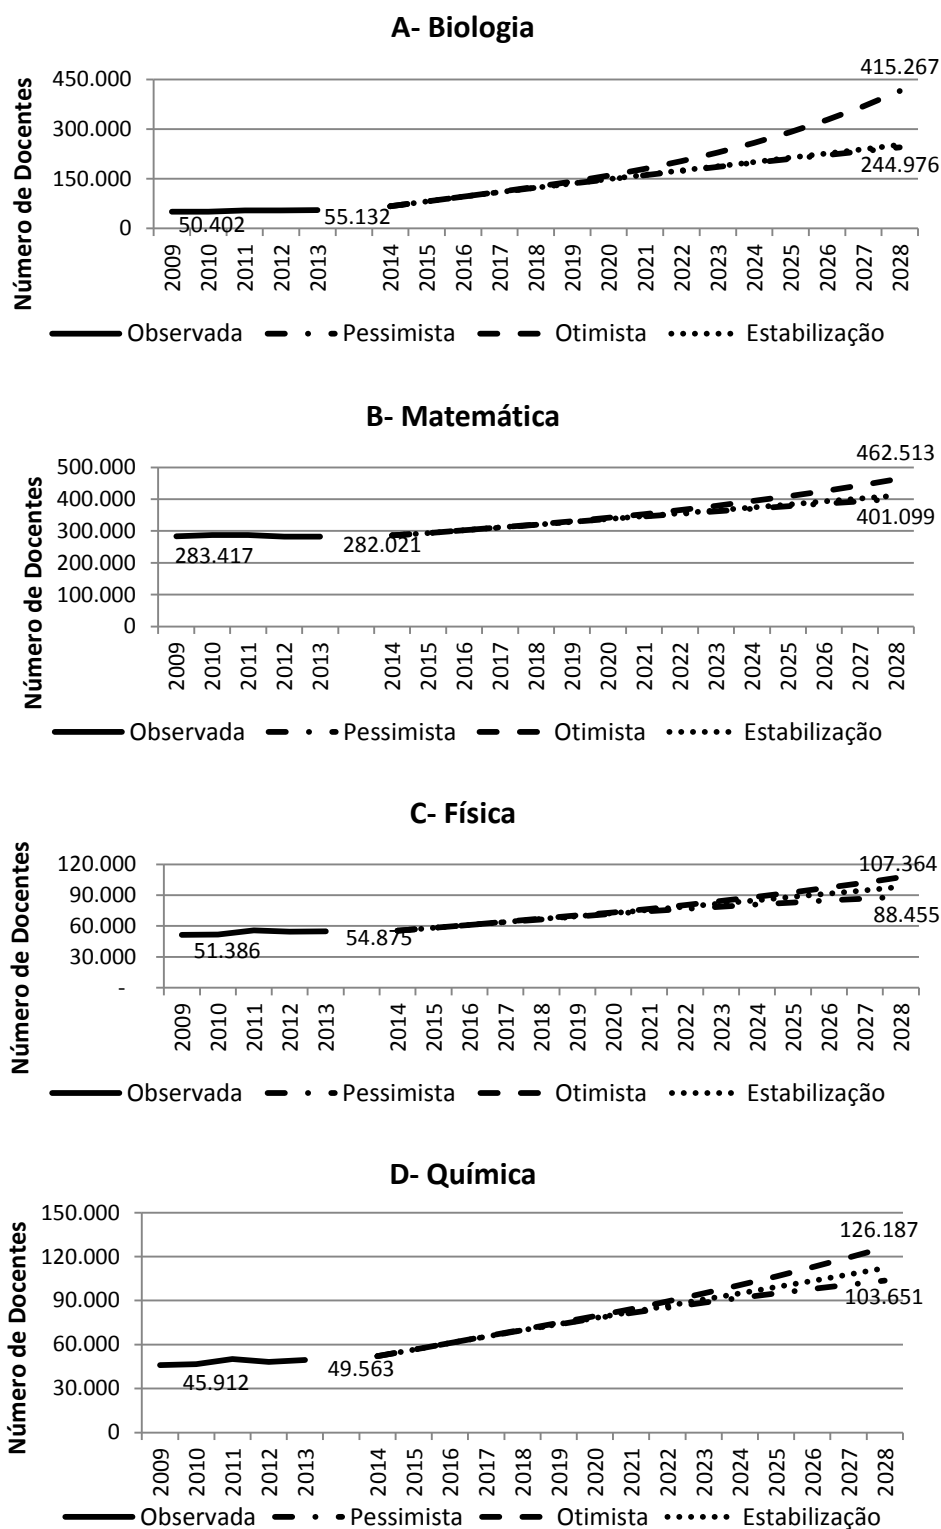 A- Biologia
Número de Docentes
450.000
300.000
150.000
0
415.267
244.976
50.402
55.132
2009 2010 2011 2012 2013 2014 2015 2016 2017 2018 2019 2020 2021 2022 2023 2024 2025 2026 2027 2028
Observada Pessimista Otimista Estabilização
B- Matemática
Número de Docentes
500.000
400.000
300.000
200.000
100.000
0
462.513
401.099
283.417
282.021
2009 2010 2011 2012 2013 2014 2015 2016 2017 2018 2019 2020 2021 2022 2023 2024 2025 2026 2027 2028
Observada Pessimista Otimista Estabilização
C- Física
Número de Docentes
120.000
90.000
60.000
30.000
-
107.364
88.455
51.386
54.875
2009 2010 2011 2012 2013 2014 2015 2016 2017 2018 2019 2020 2021 2022 2023 2024 2025 2026 2027 2028
Observada Pessimista Otimista Estabilização
D- Química
Número de Docentes
150.000
120.000
90.000
60.000
30.000
0
126.187
103.651
45.912
49.563
2009 2010 2011 2012 2013 2014 2015 2016 2017 2018 2019 2020 2021 2022 2023 2024 2025 2026 2027 2028
Observada Pessimista Otimista Estabilização